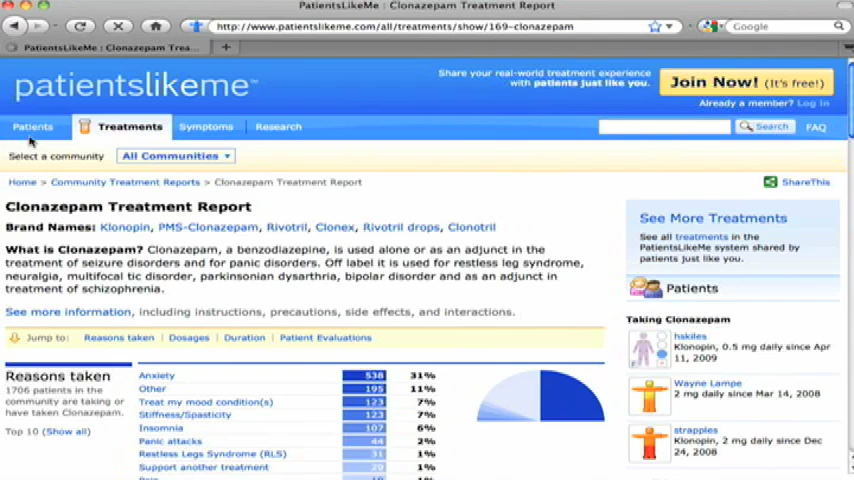 PatientsLikeMe : Clonazepam Treatment Report
http://www.patientslikeme.com/all/treatments/show/169-clonazepam
Google
PatientsLikeMe : Clonazepam Trea...
patientslikeme™
Share your real-world treatment experience
with patients just like you.
Join Now! (It's free!)
Already a member? Log In
Patients
Treatments
Symptoms
Research
Search
FAQ
Select a community
All Communities
Home > Community Treatment Reports > Clonazepam Treatment Report
ShareThis
Clonazepam Treatment Report
Brand Names: Klonopin, PMS-Clonazepam, Rivotril, Clonex, Rivotril drops, Clonotril
What is Clonazepam? Clonazepam, a benzodiazepine, is used alone or as an adjunct in the
treatment of seizure disorders and for panic disorders. Off label it is used for restless leg syndrome,
neuralgia, multifocal tic disorder, parkinsonian dysarthria, bipolar disorder and as an adjunct in
treatment of schizophrenia.
See more information, including instructions, precautions, side effects, and interactions.
Jump to: Reasons taken | Dosages | Duration | Patient Evaluations
Reasons taken
1706 patients in the
community are taking or
have taken Clonazepam.
Top 10 (Show all)
Anxiety 538 31%
Other 195 11%
Treat my mood condition(s) 123 7%
Stiffness/Spasticity 123 7%
Insomnia 107 6%
Panic attacks 44 2%
Restless Legs Syndrome (RLS) 31 1%
Support another treatment 29 1%
See More Treatments
See all treatments in the
PatientsLikeMe system shared by
patients just like you.
Patients
Taking Clonazepam
hskiles
Klonopin, 0.5 mg daily since Apr
11, 2009
Wayne Lampe
2 mg daily since Mar 14, 2008
strapples
Klonopin, 2 mg daily since Dec
24, 2008